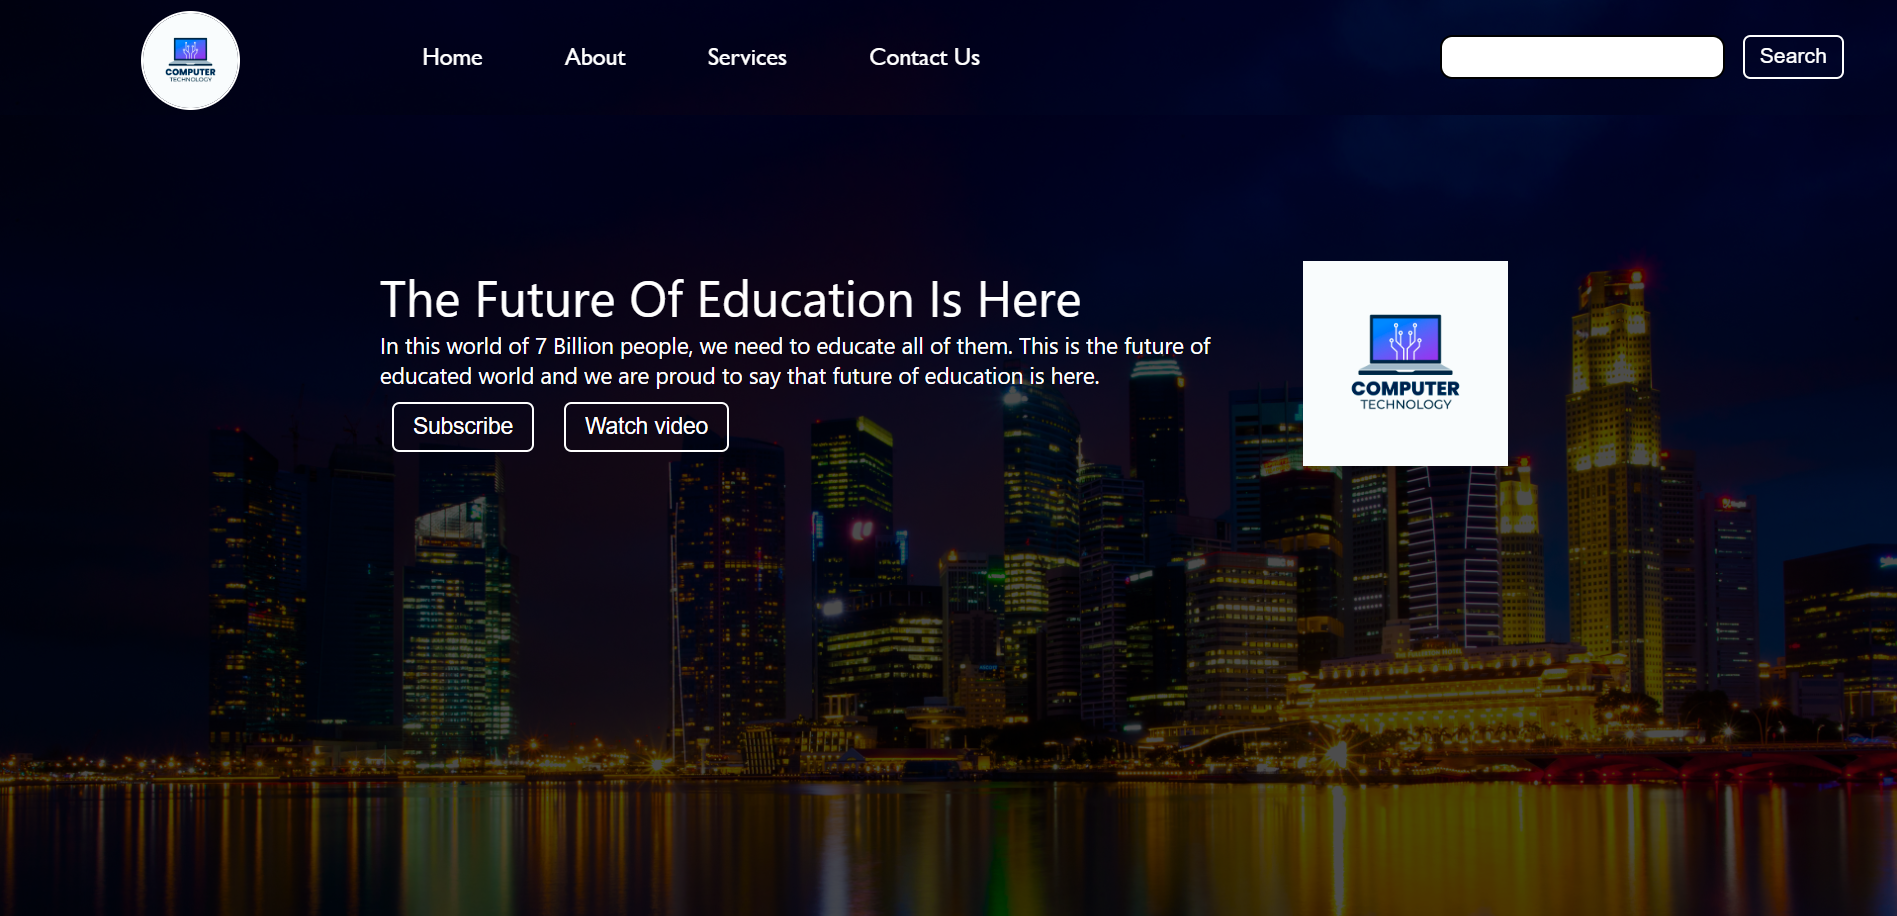 COMPUTER
TECHNOLOGY
Home
About
Services
Contact Us
Search
The Future Of Education Is Here
In this world of 7 Billion people, we need to educate all of them. This is the future of
educated world and we are proud to say that future of education is here.
Subscribe
Watch video
COMPUTER
TECHNOLOGY